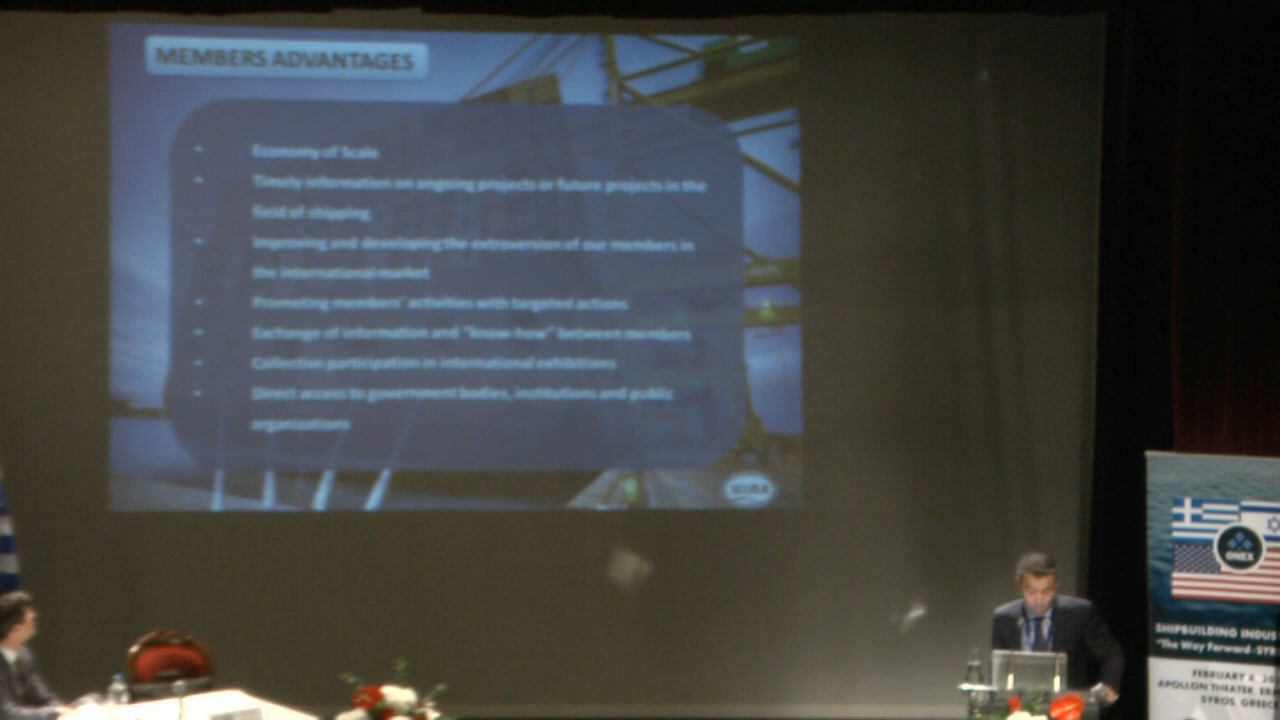 MEMBERS ADVANTAGES
- Economy of Scale
- Timely information on ongoing projects or future projects in the
field of shipping
- Improving and developing the extroversion of our members in
the international market
- Promoting members' activities with targeted actions
- Exchange of information and "know-how" between members
- Collective participation in international exhibitions
- Direct access to government bodies, institutions and public
organizations
ONEX
SHIPBUILDING INDUS
"The Way Forward-SYR
FEBRUARY
APOLLON THEATER
SYROS, GREEC